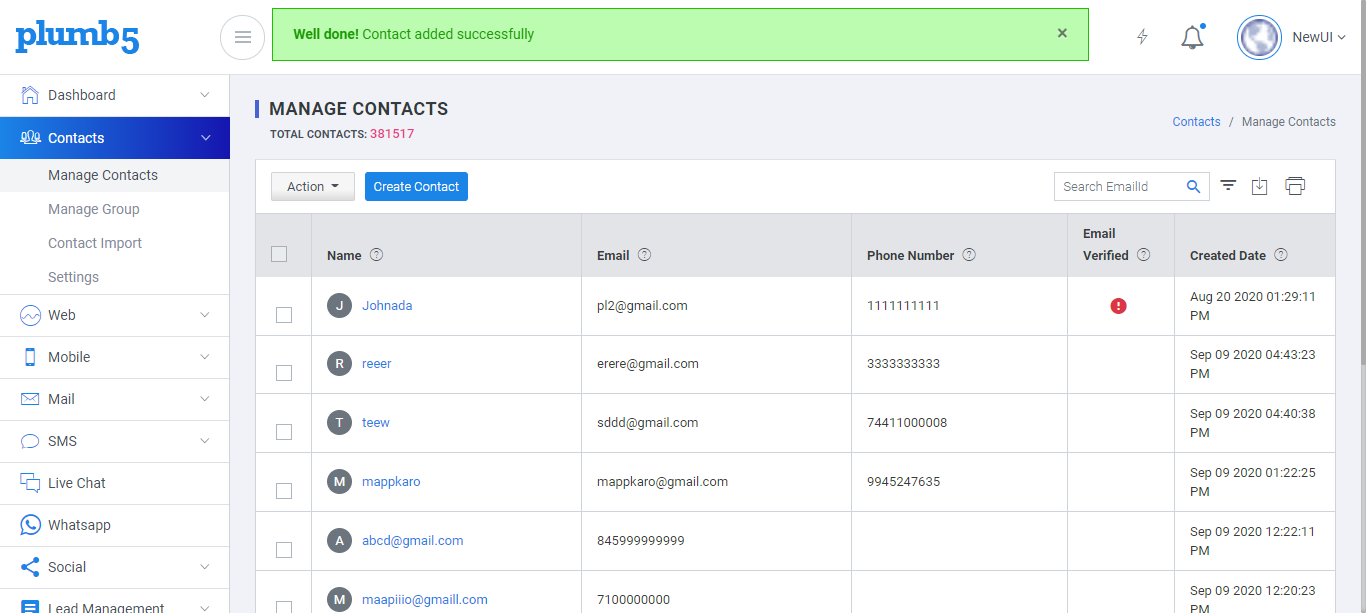 plumb5
Well done! Contact added successfully
×
NewUI
Dashboard
Contacts
Manage Contacts
Manage Group
Contact Import
Settings
Web
Mobile
Mail
SMS
Live Chat
Whatsapp
Social
Lead Management
MANAGE CONTACTS
TOTAL CONTACTS: 381517
Contacts / Manage Contacts
Action
Create Contact
Search EmailId
Name ?
Email ?
Phone Number ?
Email
Verified ?
Created Date ?
J Johnada pl2@gmail.com 1111111111 ! Aug 20 2020 01:29:11
PM
R reeer erere@gmail.com 3333333333 Sep 09 2020 04:43:23
PM
T teew sddd@gmail.com 74411000008 Sep 09 2020 04:40:38
PM
M mappkaro mappkaro@gmail.com 9945247635 Sep 09 2020 01:22:25
PM
A abcd@gmail.com 845999999999 Sep 09 2020 12:22:11
PM
M maapiiio@gmaill.com 7100000000 Sep 09 2020 12:20:23
PM